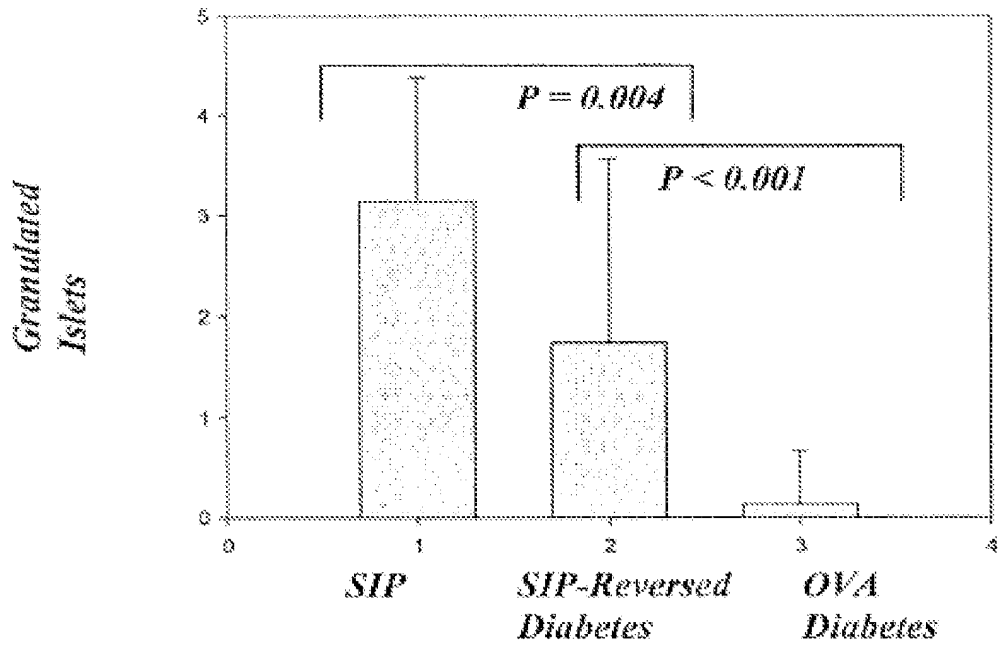 5
4
3
2
1
0
Granulated
Islets
P = 0.004
P < 0.001
0 1 2 3 4
SIP SIP-Reversed OVA
Diabetes Diabetes